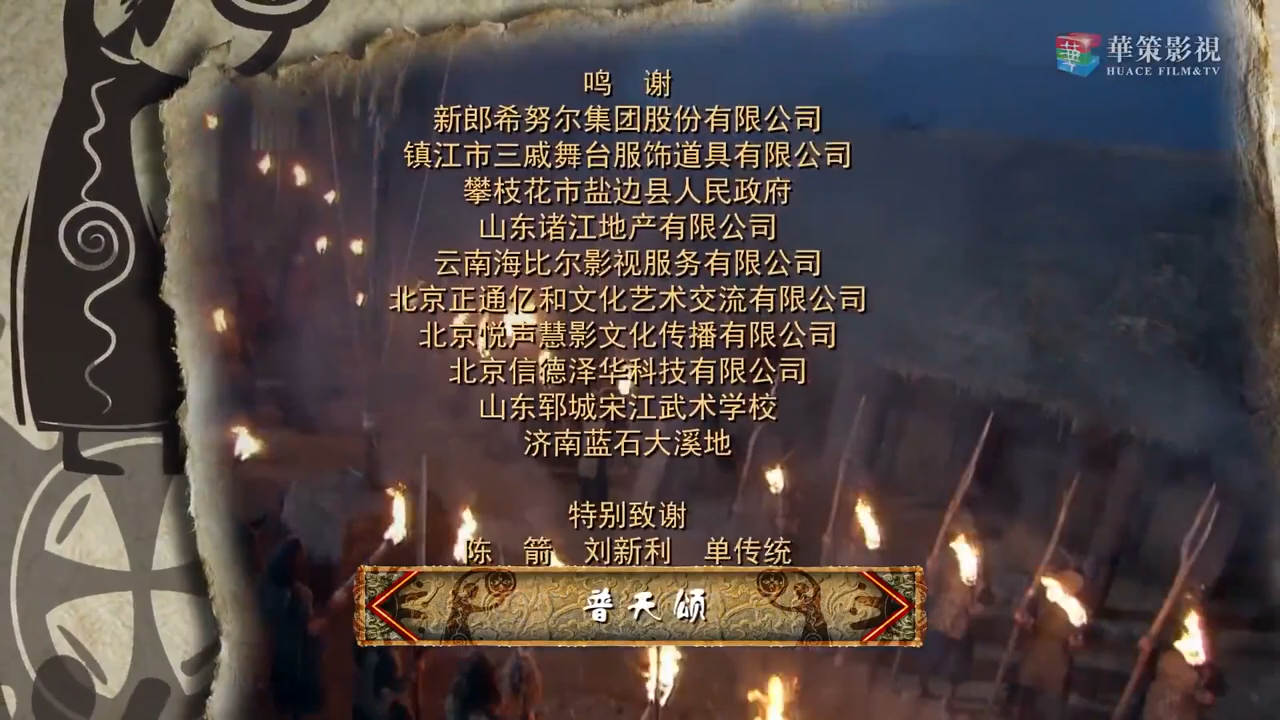 華策影視
HUACE FILM&TV
鸣 谢
新郎希努尔集团股份有限公司
镇江市三戚舞台服饰道具有限公司
攀枝花市盐边县人民政府
山东诸江地产有限公司
云南海比尔影视服务有限公司
北京正通亿和文化艺术交流有限公司
北京悦声慧影文化传播有限公司
北京信德泽华科技有限公司
山东郓城宋江武术学校
济南蓝石大溪地
特别致谢
陈 箭 刘新利 单传统
普天颂